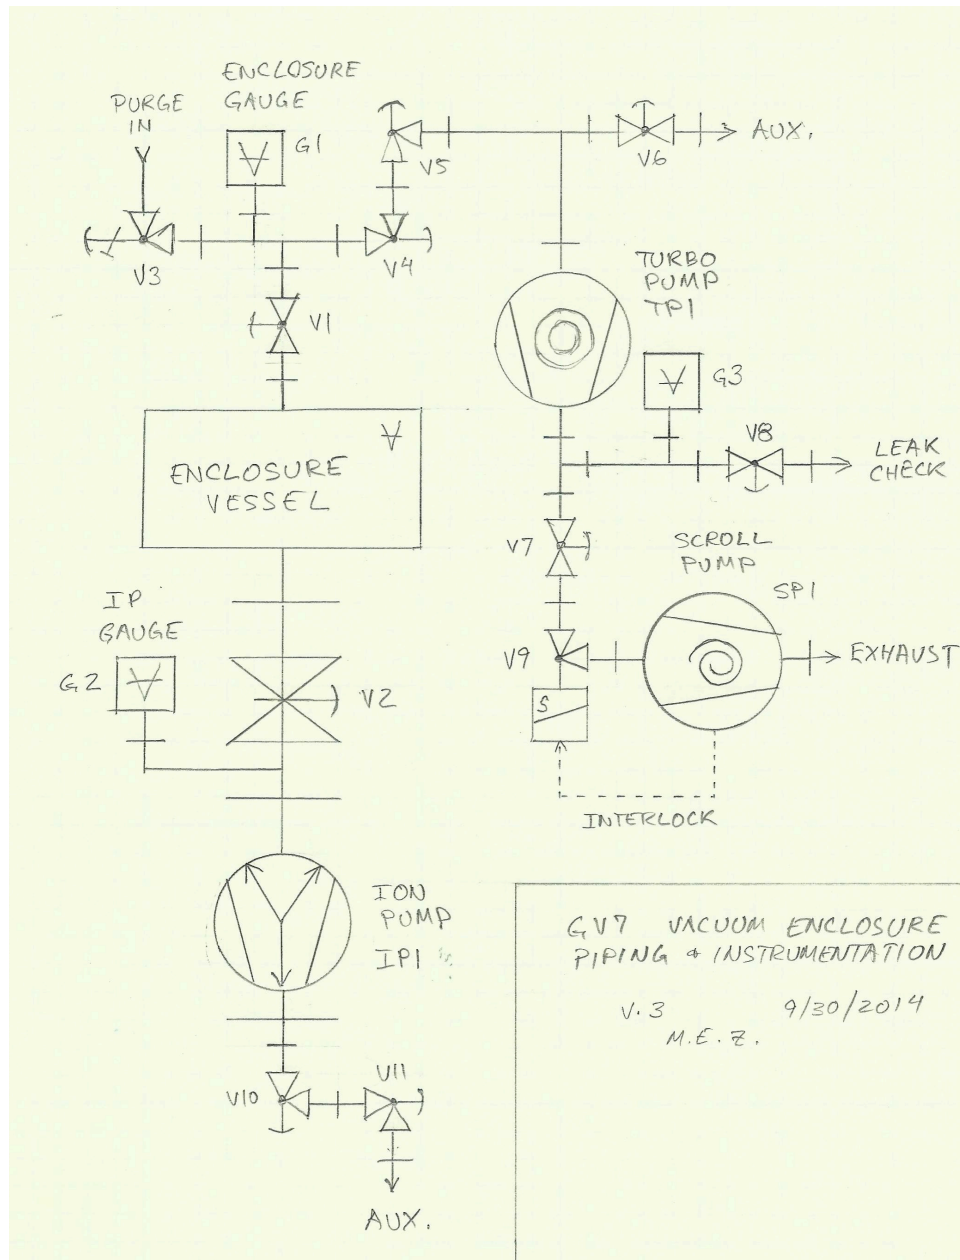 ENCLOSURE
GAUGE
PURGE
IN
G1
V5
V6
AUX.
V3
V4
TURBO
PUMP
TP1
V1
G3
V8
LEAK
CHECK
ENCLOSURE
VESSEL
V7
SCROLL
PUMP
SP1
IP
GAUGE
G2
V2
V9
EXHAUST
S
INTERLOCK
ION
PUMP
IP1
GV7 VACUUM ENCLOSURE
PIPING & INSTRUMENTATION
V.3 9/30/2014
M.E.Z.
V10
V11
AUX.